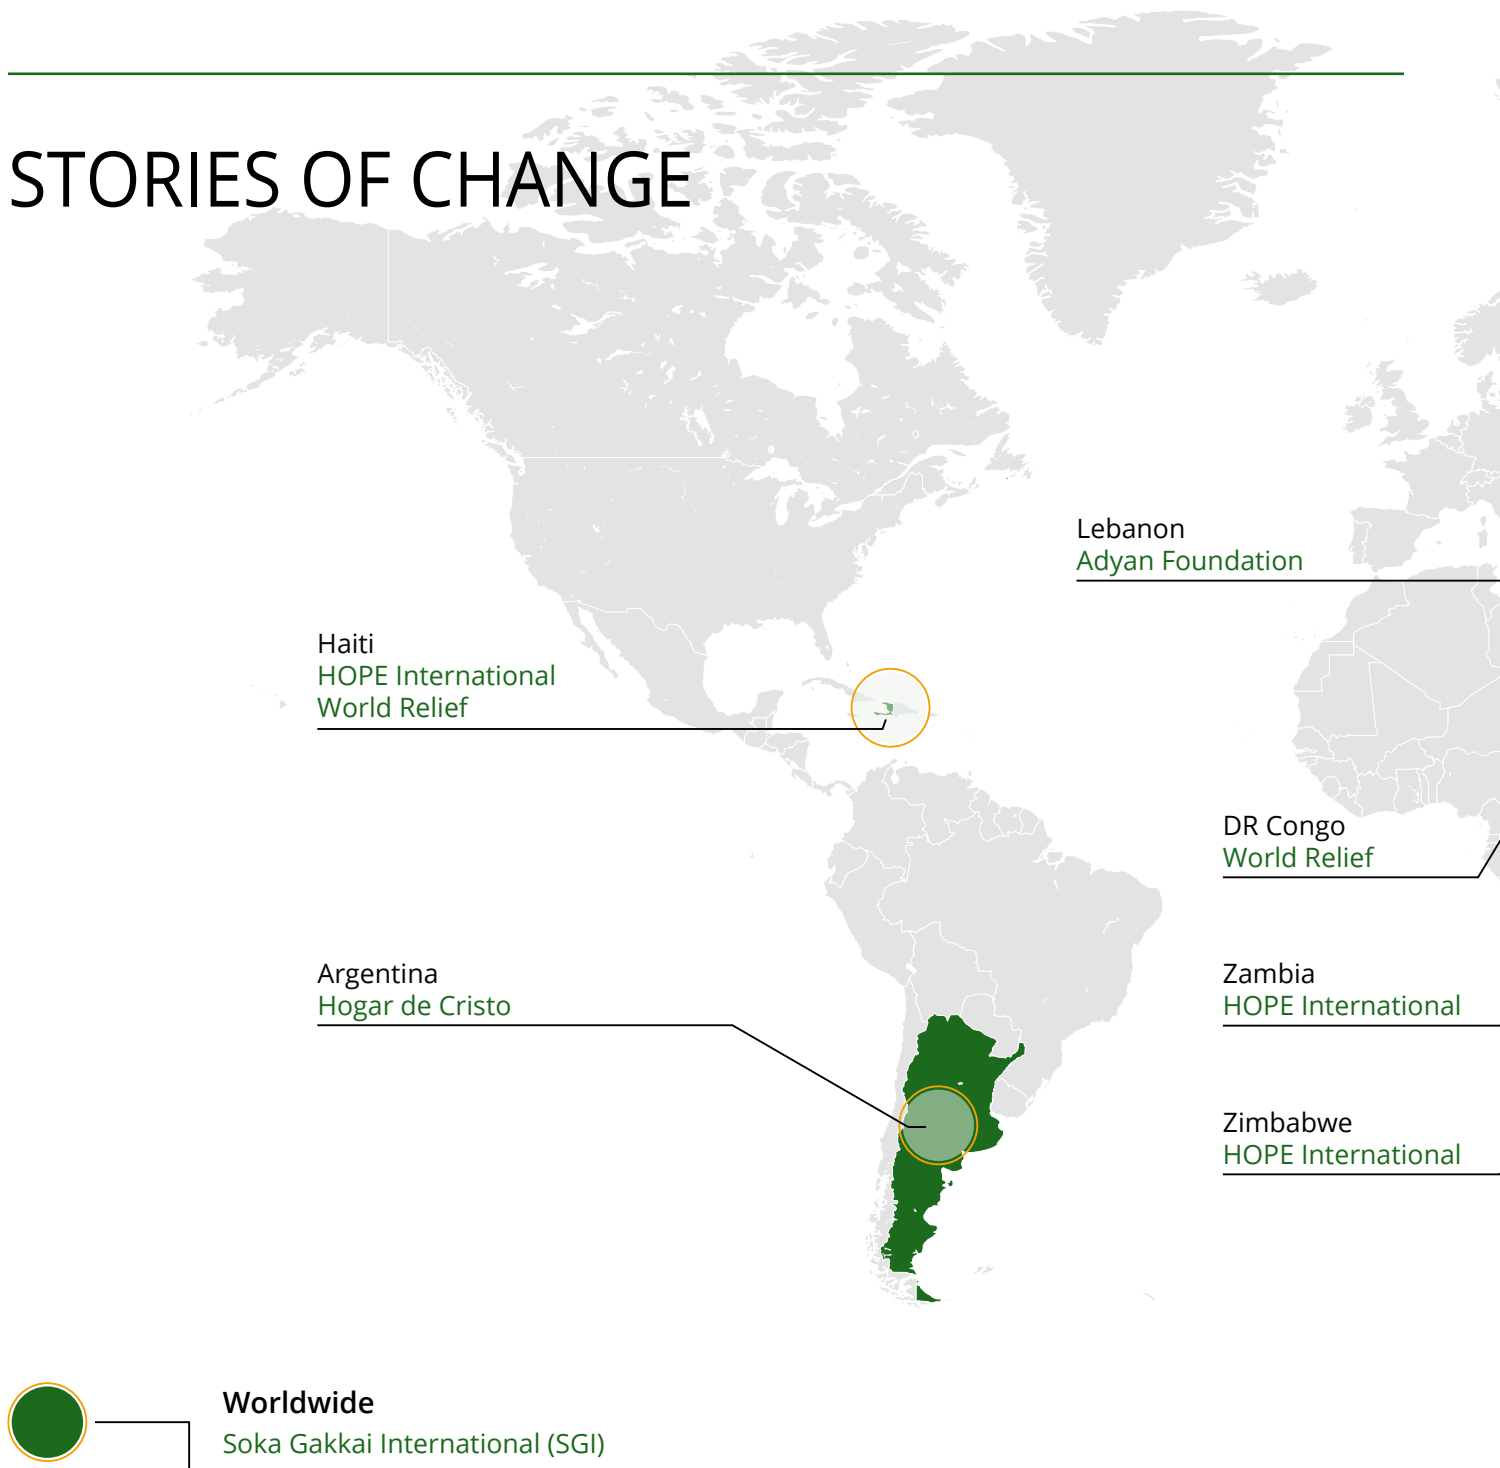 STORIES OF CHANGE
Lebanon
Adyan Foundation
Haiti
HOPE International
World Relief
DR Congo
World Relief
Argentina
Hogar de Cristo
Zambia
HOPE International
Zimbabwe
HOPE International
Worldwide
Soka Gakkai International (SGI)